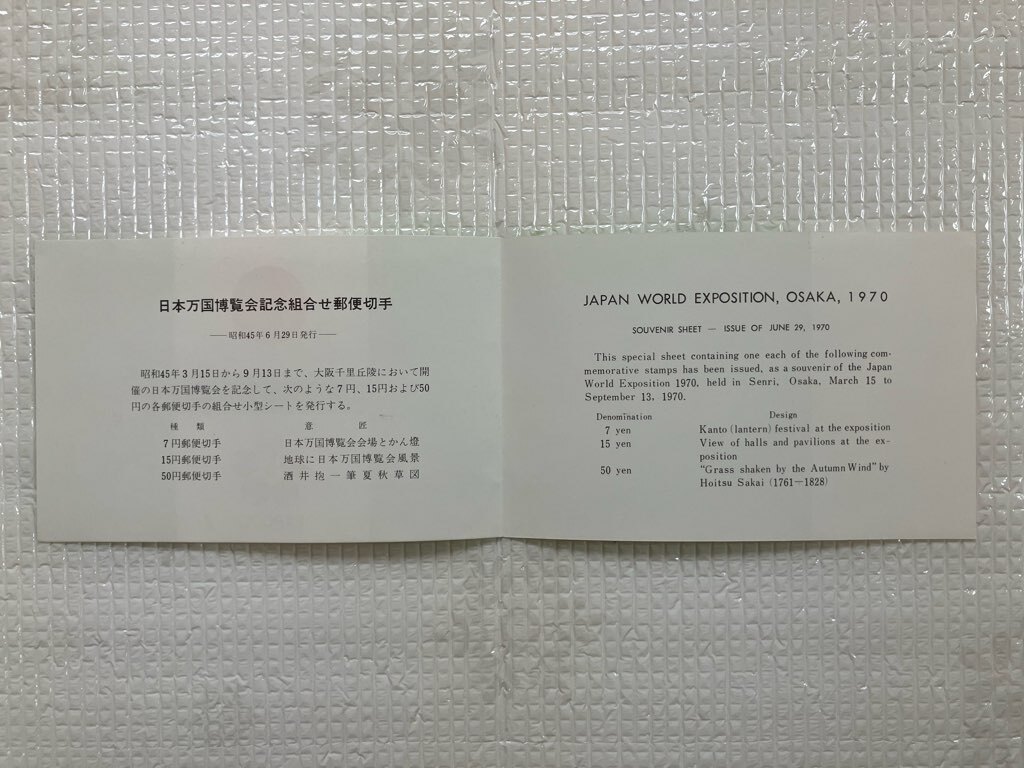 日本万国博覧会記念組合せ郵便切手
——昭和45年6月29日発行——
昭和45年3月15日から9月13日まで、大阪千里丘陵において開
催の日本万国博覧会を記念して、次のような7円、15円および50
円の各郵便切手の組合せ小型シートを発行する。
種類 意匠
7円郵便切手 日本万国博覧会会場とかん燈
15円郵便切手 地球に日本万国博覧会風景
50円郵便切手 酒井抱一筆夏秋草図
JAPAN WORLD EXPOSITION, OSAKA, 1970
SOUVENIR SHEET — ISSUE OF JUNE 29, 1970
This special sheet containing one each of the following com-
memorative stamps has been issued, as a souvenir of the Japan
World Exposition 1970, held in Senri, Osaka, March 15 to
September 13, 1970.
Denomination Design
7 yen Kanto (lantern) festival at the exposition
15 yen View of halls and pavilions at the ex-
position
50 yen "Grass shaken by the Autumn Wind" by
Hoitsu Sakai (1761—1828)